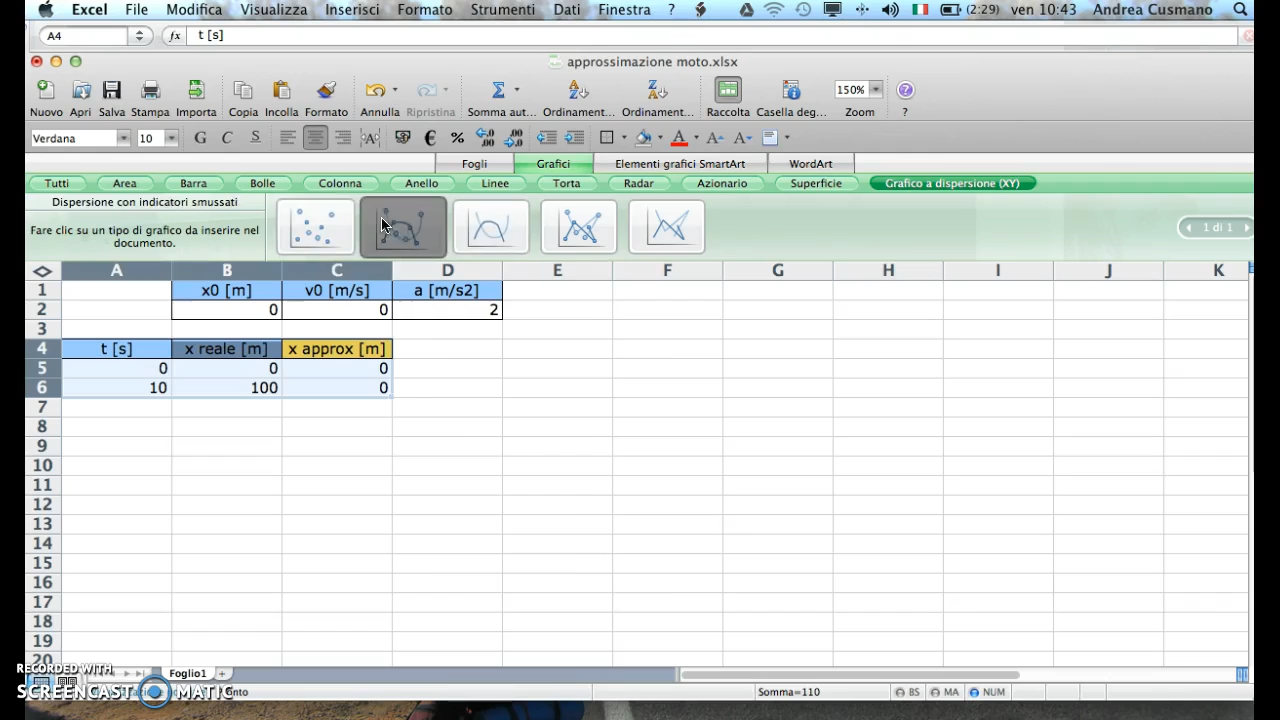 Excel File Modifica Visualizza Inserisci Formato Strumenti Dati Finestra ? (2:29) ven 10:43 Andrea Cusmano
A4 fx t [s]
approssimazione moto.xlsx
150%
Nuovo Apri Salva Stampa Importa Copia Incolla Formato Annulla Ripristina Somma aut... Ordinament... Ordinament... Raccolta Casella deg... Zoom ?
Verdana 10 G C S
Fogli Grafici Elementi grafici SmartArt WordArt
Tutti Area Barra Bolle Colonna Anello Linee Torta Radar Azionario Superficie Grafico a dispersione (XY)
Dispersione con indicatori smussati
Fare clic su un tipo di grafico da inserire nel
documento.
1 di 1
A B C D E F G H I J K
1 x0 [m] v0 [m/s] a [m/s2]
2 0 0 2
3
4 t [s] x reale [m] x approx [m]
5 0 0 0
6 10 100 0
7
8
9
10
11
12
13
14
15
16
17
18
19
20
Foglio1
RECORDED WITH
SCREENCAST MATIC
Somma=110 BS MA NUM